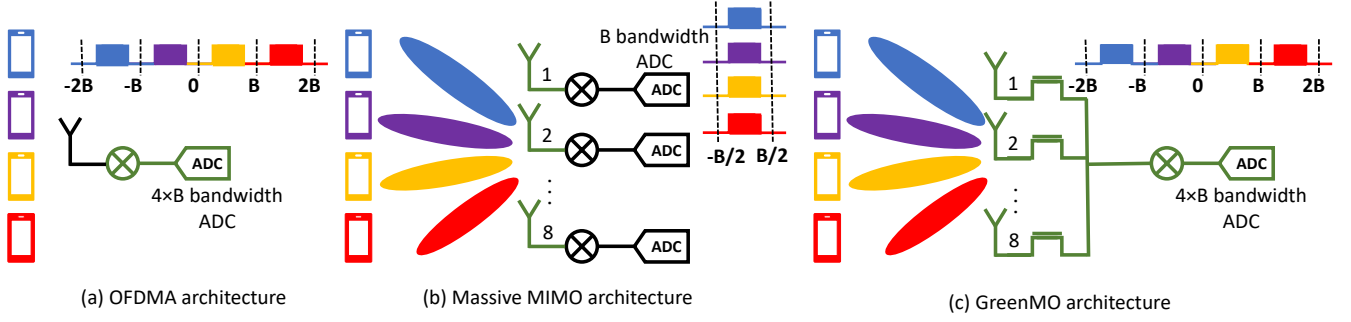 -2B -B 0 B 2B
ADC
4×B bandwidth
ADC
(a) OFDMA architecture
B bandwidth
ADC
1
ADC
2
ADC
⋮
8
ADC
-B/2 B/2
(b) Massive MIMO architecture
-2B -B 0 B 2B
1
2
⋮
8
ADC
4×B bandwidth
ADC
(c) GreenMO architecture